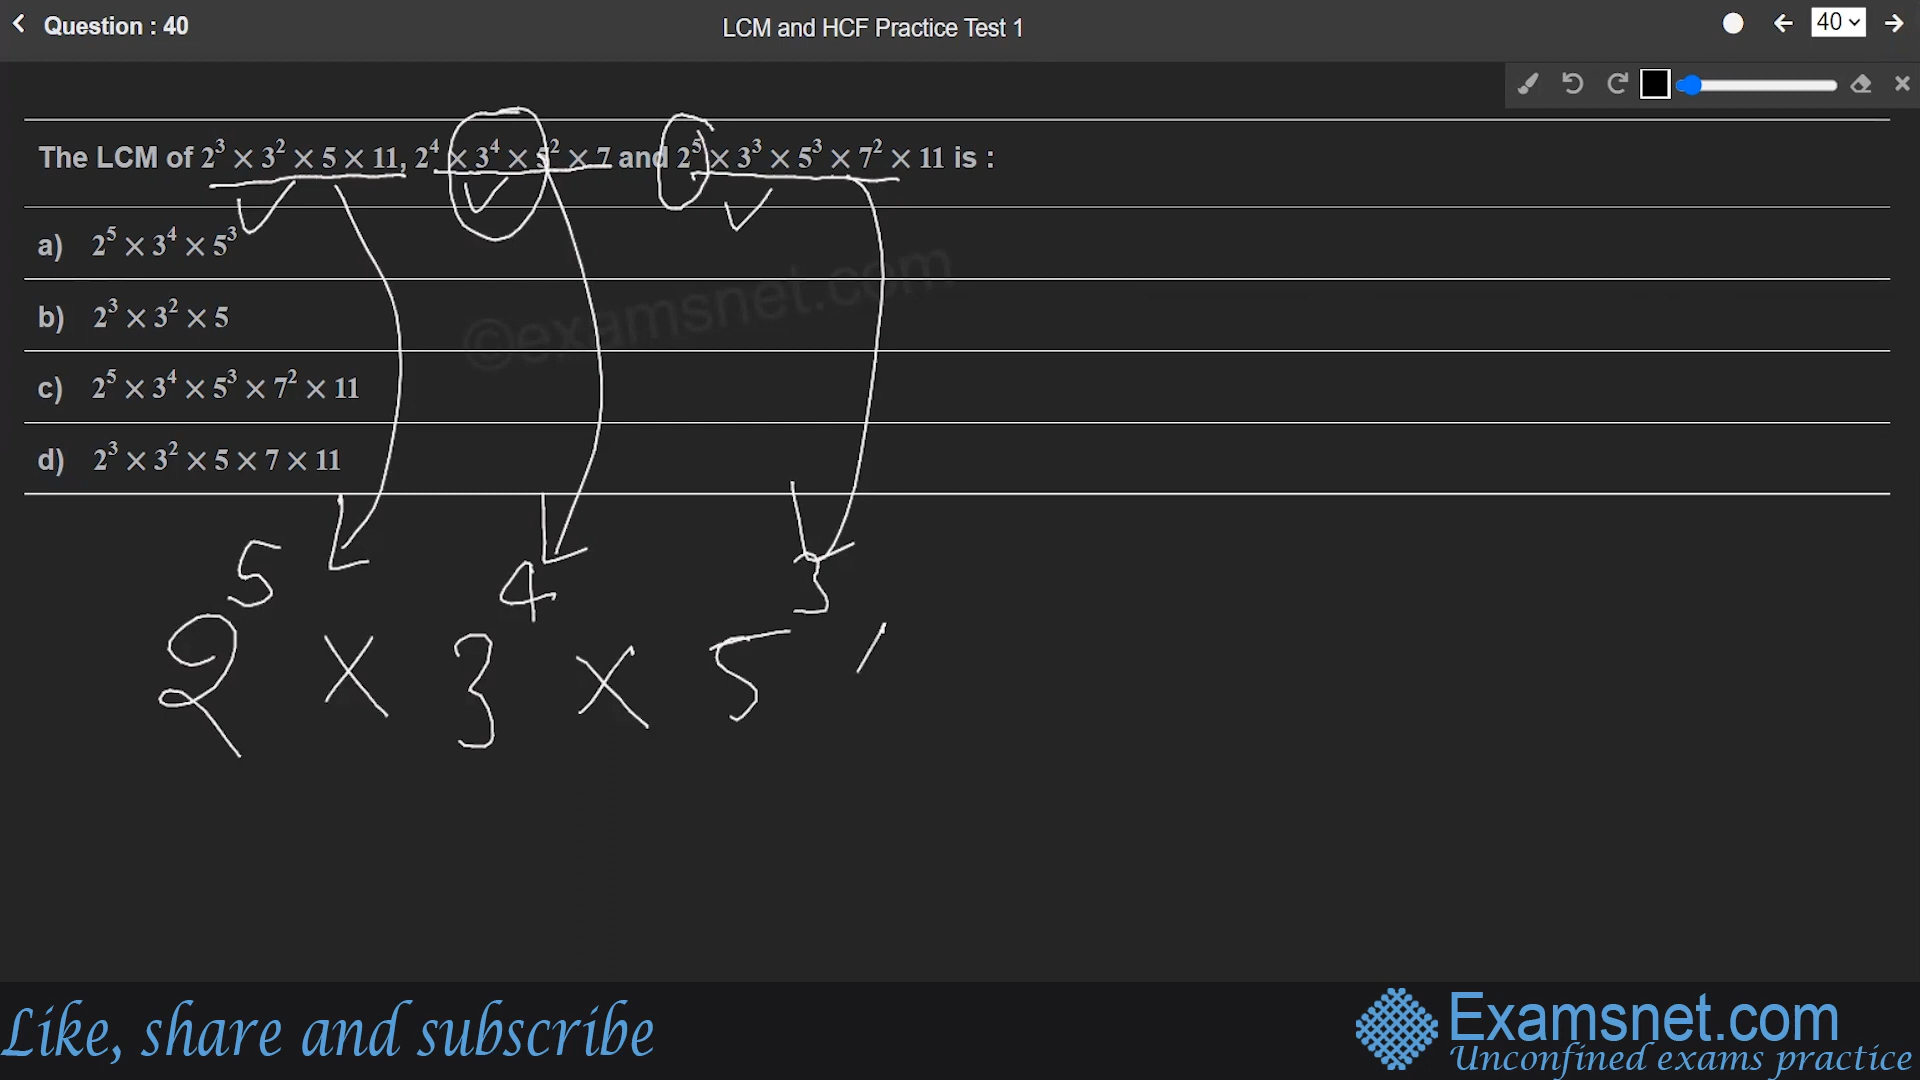 Question : 40
LCM and HCF Practice Test 1
40
The LCM of 2³ × 3² × 5 × 11, 2⁴ × 3⁴ × 5² × 7 and 2⁵ × 3³ × 5³ × 7² × 11 is :
a) 2⁵ × 3⁴ × 5³
b) 2³ × 3² × 5
c) 2⁵ × 3⁴ × 5³ × 7² × 11
d) 2³ × 3² × 5 × 7 × 11
©examsnet.com
2⁵ × 3⁴ × 5³
Like, share and subscribe
Examsnet.com
Unconfined exams practice